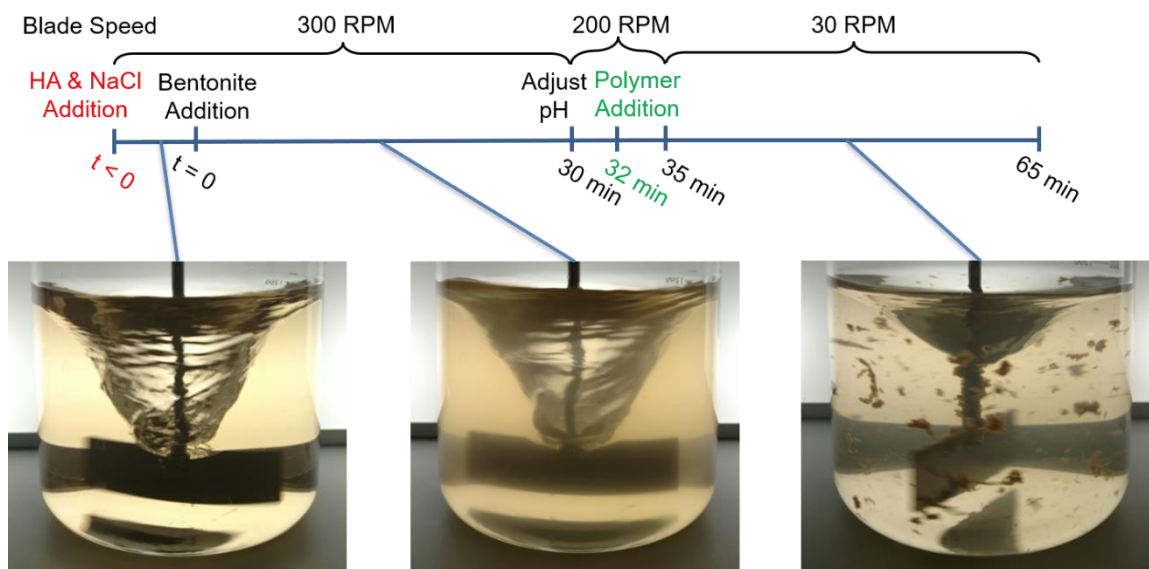 Blade Speed
300 RPM
200 RPM
30 RPM
HA & NaCl
Addition
Bentonite
Addition
Adjust
pH
Polymer
Addition
t < 0
t = 0
30 min
32 min
35 min
65 min